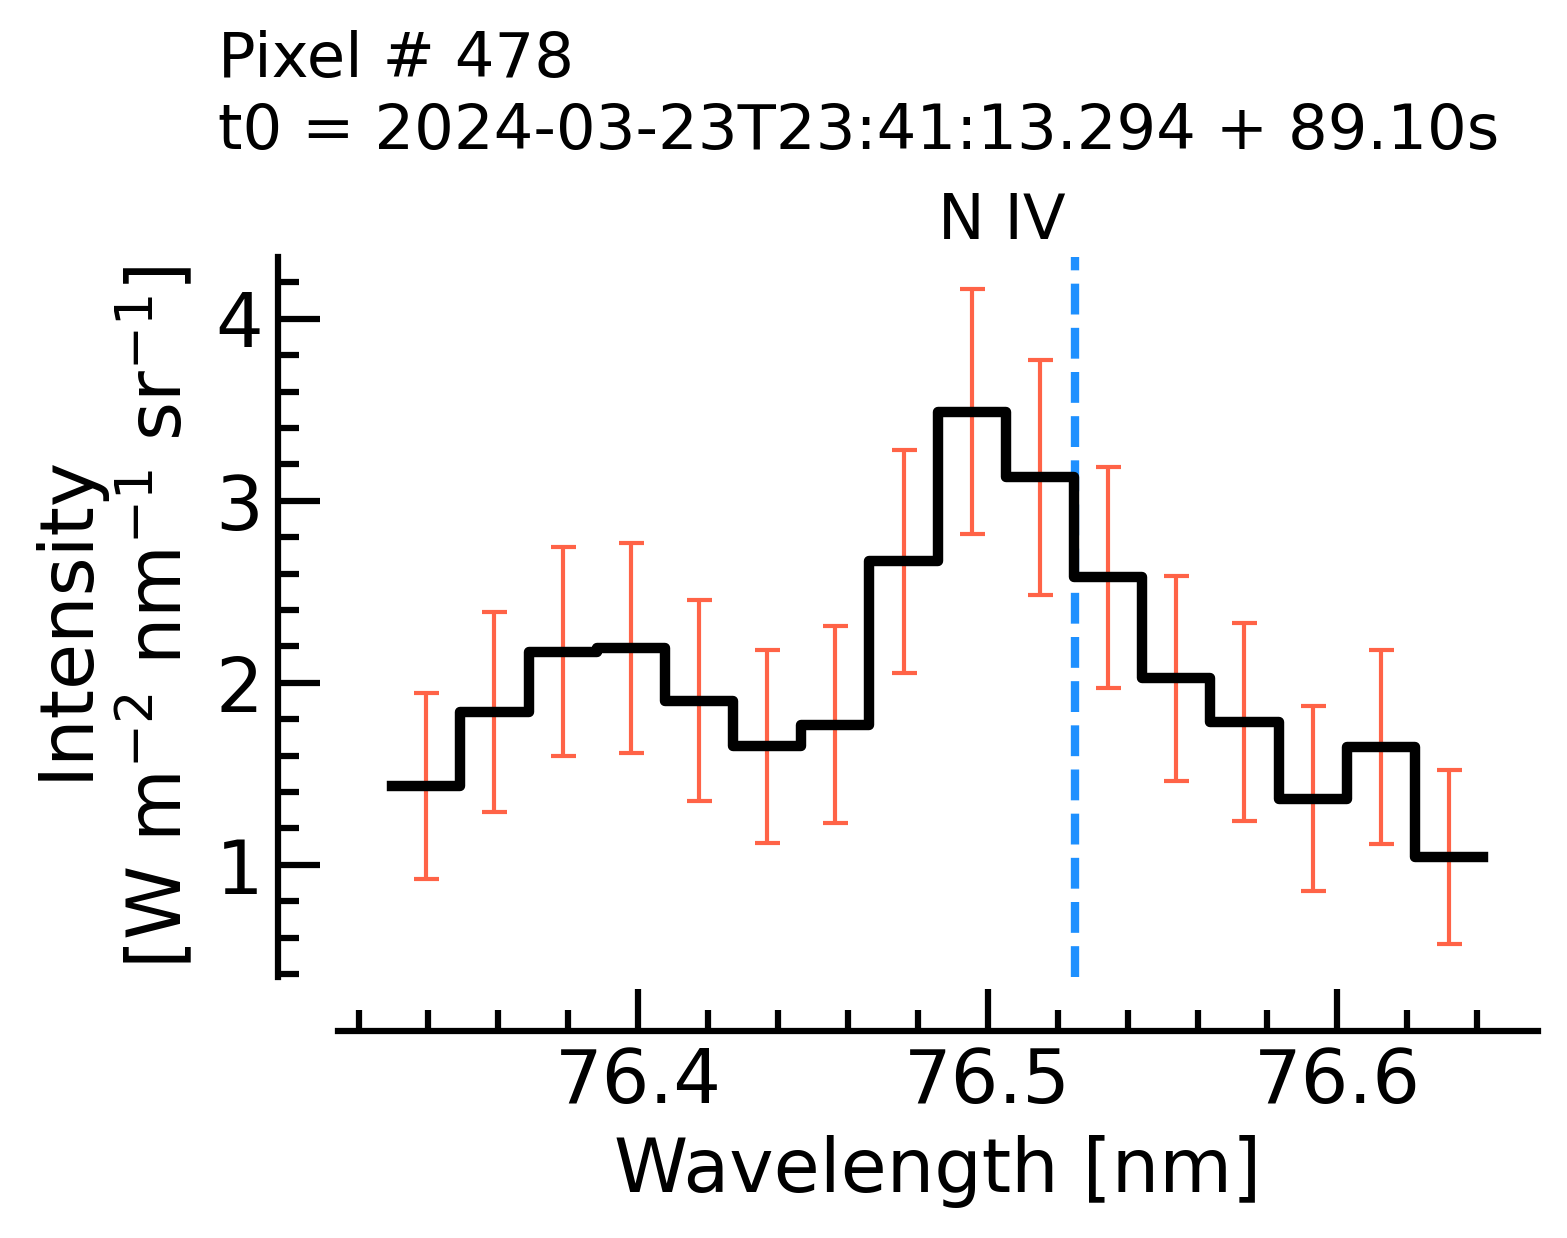 Pixel # 478
t0 = 2024-03-23T23:41:13.294 + 89.10s
N IV
Intensity
[W m⁻² nm⁻¹ sr⁻¹]
4
3
2
1
76.4 76.5 76.6
Wavelength [nm]